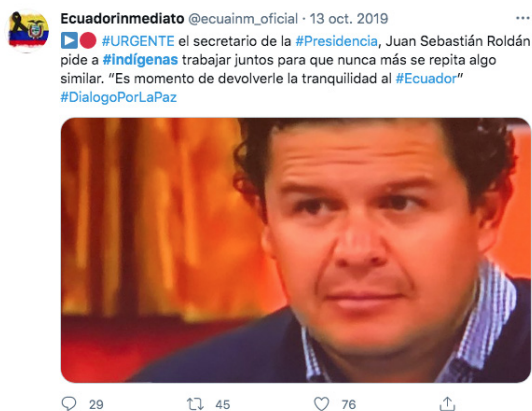 Ecuadorinmediato @ecuainm_oficial · 13 oct. 2019
#URGENTE el secretario de la #Presidencia, Juan Sebastián Roldán
pide a #indígenas trabajar juntos para que nunca más se repita algo
similar. “Es momento de devolverle la tranquilidad al #Ecuador”
#DialogoPorLaPaz
29 45 76